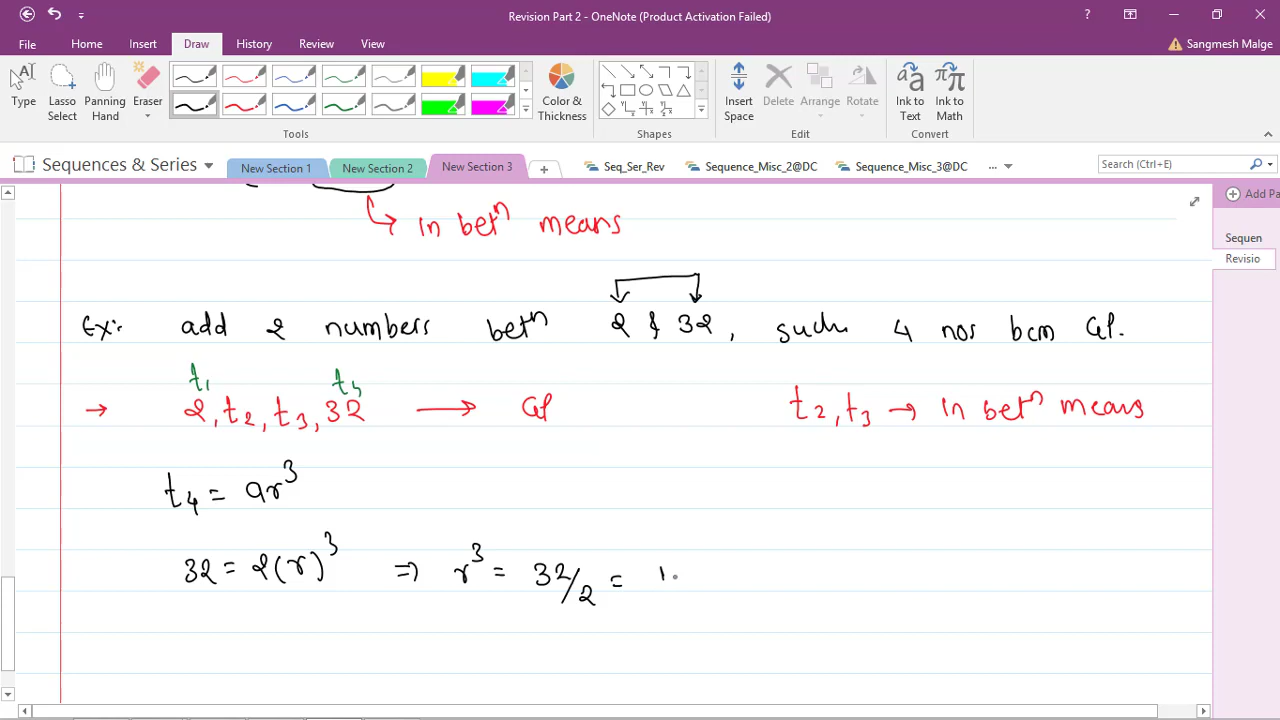 Revision Part 2 - OneNote (Product Activation Failed)
?
File Home Insert Draw History Review View
Sangmesh Malge
Type Lasso Select Panning Hand Eraser
Color & Thickness
Insert Space Delete Arrange Rotate
Ink to Text Ink to Math
Tools Shapes Edit Convert
Sequences & Series New Section 1 New Section 2 New Section 3 Seq_Ser_Rev Sequence_Misc_2@DC Sequence_Misc_3@DC ... Search (Ctrl+E)
Add Pa
Sequen
Revisio
in betⁿ means
Ex: add 2 numbers betⁿ 2 & 32, such 4 nos bcm GP.
t₁ t₄
→ 2, t₂, t₃, 32 → GP t₂, t₃ → in betⁿ means
t₄ = ar³
32 = 2(r)³ ⇒ r³ = 32/2 =